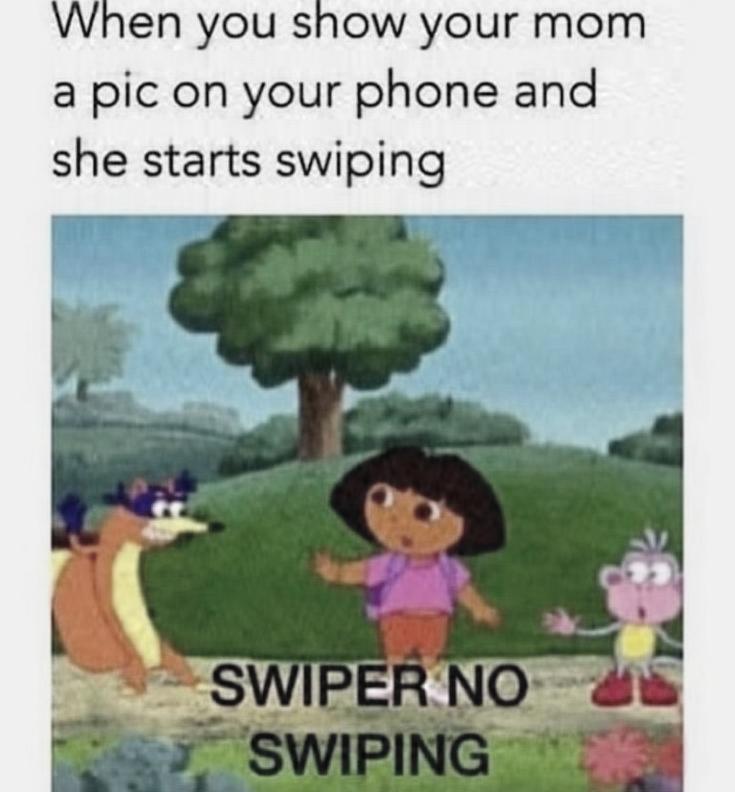 When you show your mom
a pic on your phone and
she starts swiping
SWIPER NO
SWIPING